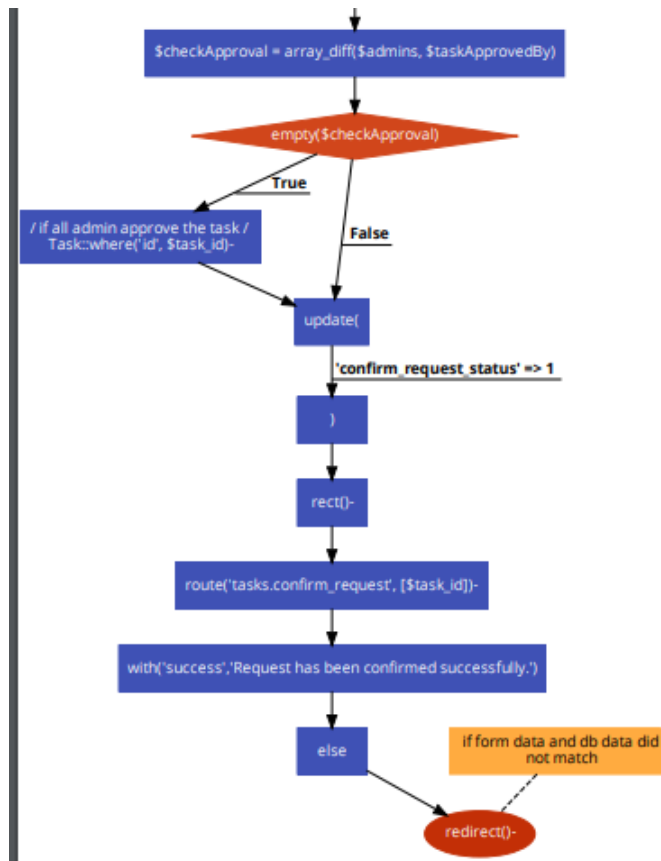 $checkApproval = array_diff($admins, $taskApprovedBy)
empty($checkApproval)
True
/ if all admin approve the task /
Task::where('id', $task_id)-
False
update(
'confirm_request_status' => 1
)
rect()-
route('tasks.confirm_request', [$task_id])-
with('success','Request has been confirmed successfully.')
else
if form data and db data did
not match
redirect()-